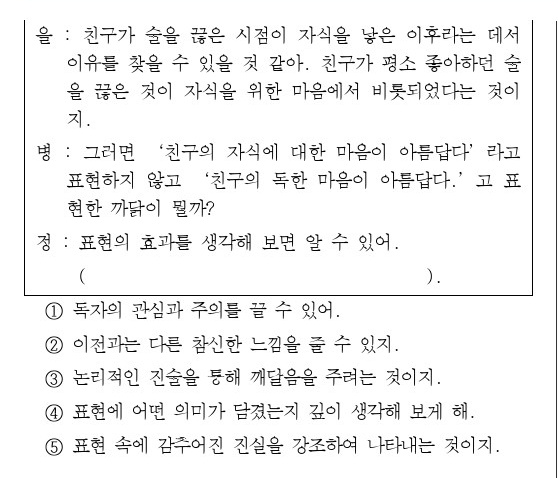 을 : 친구가 술을 끊은 시점이 자식을 낳은 이후라는 데서
이유를 찾을 수 있을 것 같아. 친구가 평소 좋아하던 술
을 끊은 것이 자식을 위한 마음에서 비롯되었다는 것이
지.
병 : 그러면 ‘친구의 자식에 대한 마음이 아름답다’라고
표현하지 않고 ‘친구의 독한 마음이 아름답다.’고 표
현한 까닭이 뭘까?
정 : 표현의 효과를 생각해 보면 알 수 있어.
( ).
① 독자의 관심과 주의를 끌 수 있어.
② 이전과는 다른 참신한 느낌을 줄 수 있지.
③ 논리적인 진술을 통해 깨달음을 주려는 것이지.
④ 표현에 어떤 의미가 담겼는지 깊이 생각해 보게 해.
⑤ 표현 속에 감추어진 진실을 강조하여 나타내는 것이지.